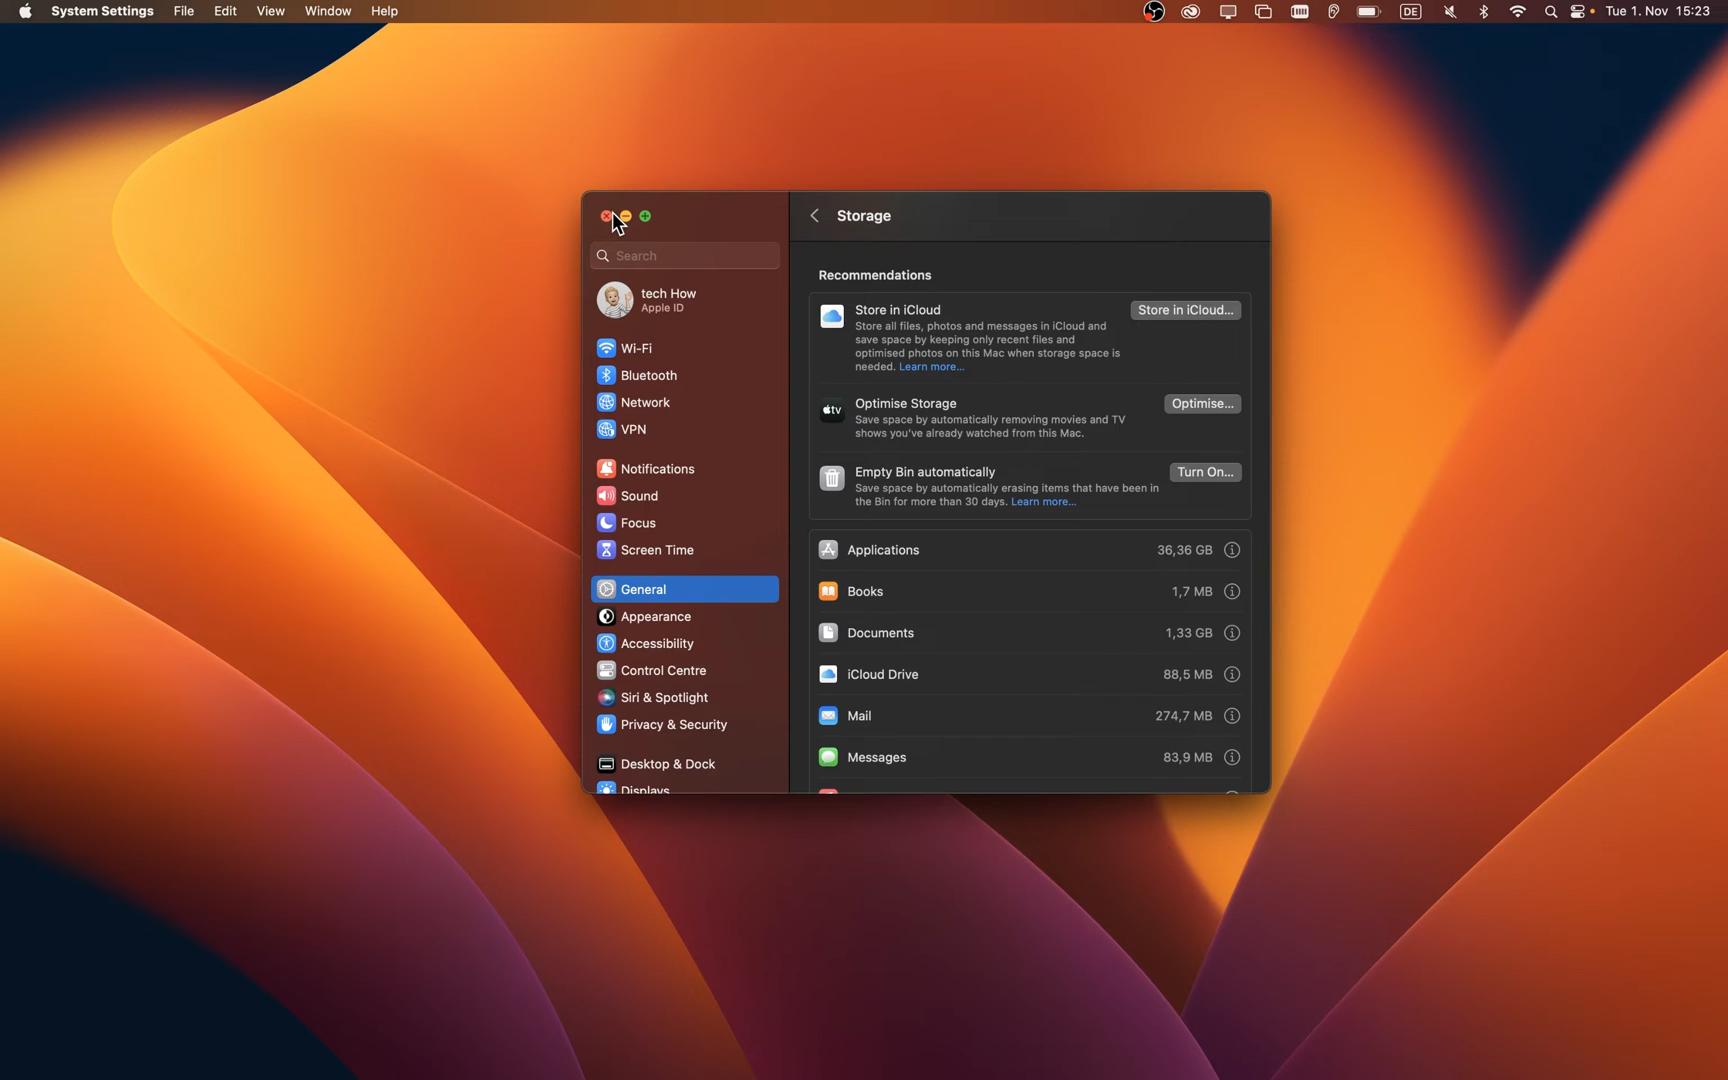 System Settings File Edit View Window Help DE Tue 1. Nov 15:23
Search
tech How
Apple ID
Wi-Fi
Bluetooth
Network
VPN
Notifications
Sound
Focus
Screen Time
General
Appearance
Accessibility
Control Centre
Siri & Spotlight
Privacy & Security
Desktop & Dock
Displays
Storage
Recommendations
Store in iCloud Store in iCloud...
Store all files, photos and messages in iCloud and
save space by keeping only recent files and
optimised photos on this Mac when storage space is
needed. Learn more...
tv Optimise Storage Optimise...
Save space by automatically removing movies and TV
shows you've already watched from this Mac.
Empty Bin automatically Turn On...
Save space by automatically erasing items that have been in
the Bin for more than 30 days. Learn more...
Applications 36,36 GB
Books 1,7 MB
Documents 1,33 GB
iCloud Drive 88,5 MB
Mail 274,7 MB
Messages 83,9 MB